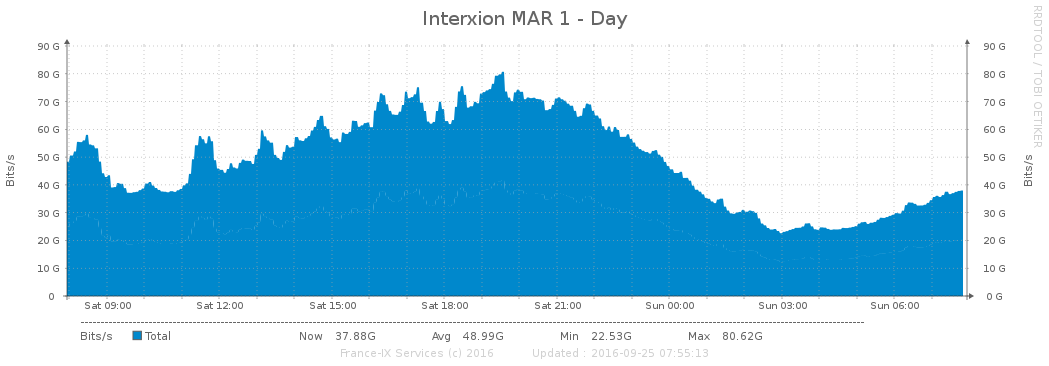 Interxion MAR 1 - Day
RRDTOOL / TOBI OETIKER
Bits/s
90 G 90 G
80 G 80 G
70 G 70 G
60 G 60 G
50 G 50 G
40 G 40 G
30 G 30 G
20 G 20 G
10 G 10 G
0 0 G
Bits/s
Sat 09:00 Sat 12:00 Sat 15:00 Sat 18:00 Sat 21:00 Sun 00:00 Sun 03:00 Sun 06:00
Bits/s Total Now 37.88G Avg 48.99G Min 22.53G Max 80.62G
France-IX Services (c) 2016 Updated : 2016-09-25 07:55:13